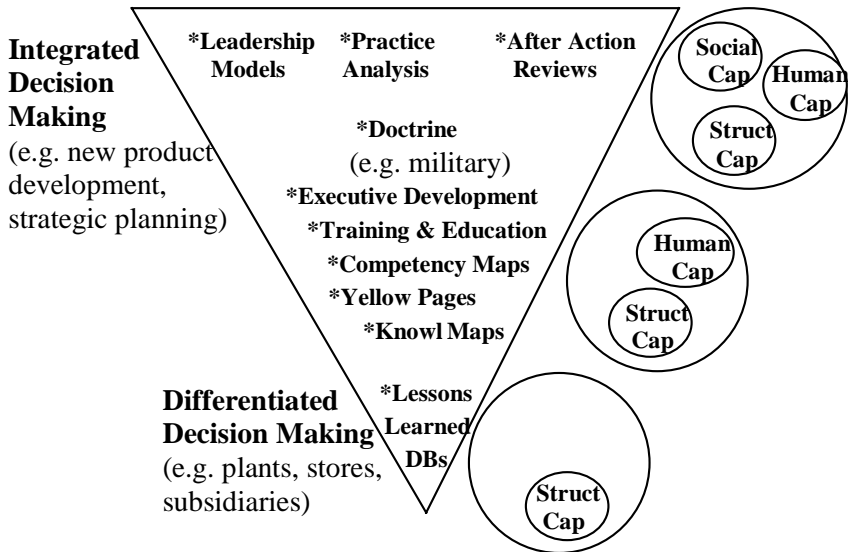 Integrated
Decision
Making
(e.g. new product
development,
strategic planning)
*Leadership
Models
*Practice
Analysis
*After Action
Reviews
*Doctrine
(e.g. military)
*Executive Development
*Training & Education
*Competency Maps
*Yellow Pages
*Knowl Maps
*Lessons
Learned
DBs
Differentiated
Decision Making
(e.g. plants, stores,
subsidiaries)
Social
Cap
Human
Cap
Struct
Cap
Human
Cap
Struct
Cap
Struct
Cap